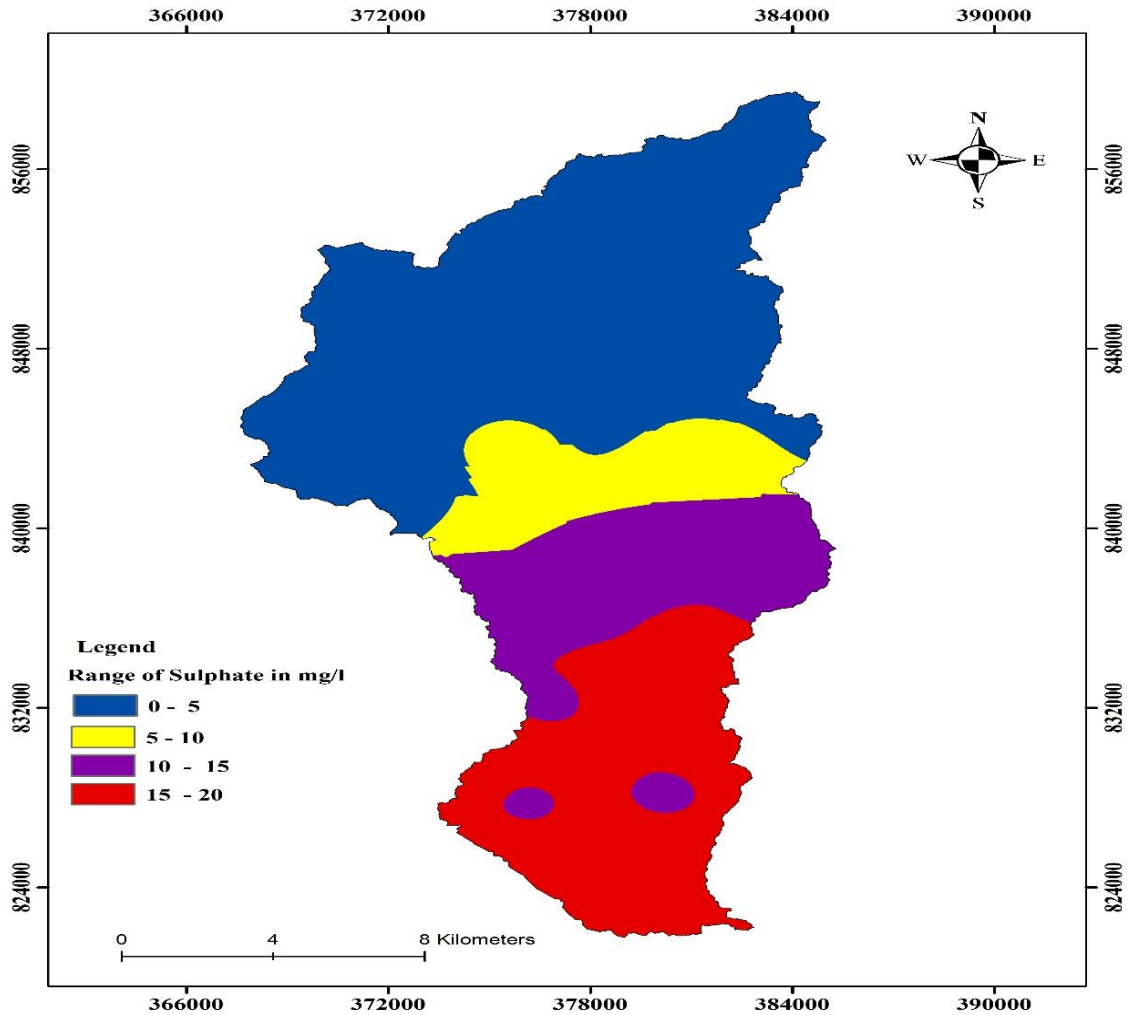 366000 372000 378000 384000 390000
N
W E
S
856000 856000
848000 848000
840000 840000
832000 832000
824000 824000
Legend
Range of Sulphate in mg/l
0 - 5
5 - 10
10 - 15
15 - 20
0 4 8 Kilometers
366000 372000 378000 384000 390000